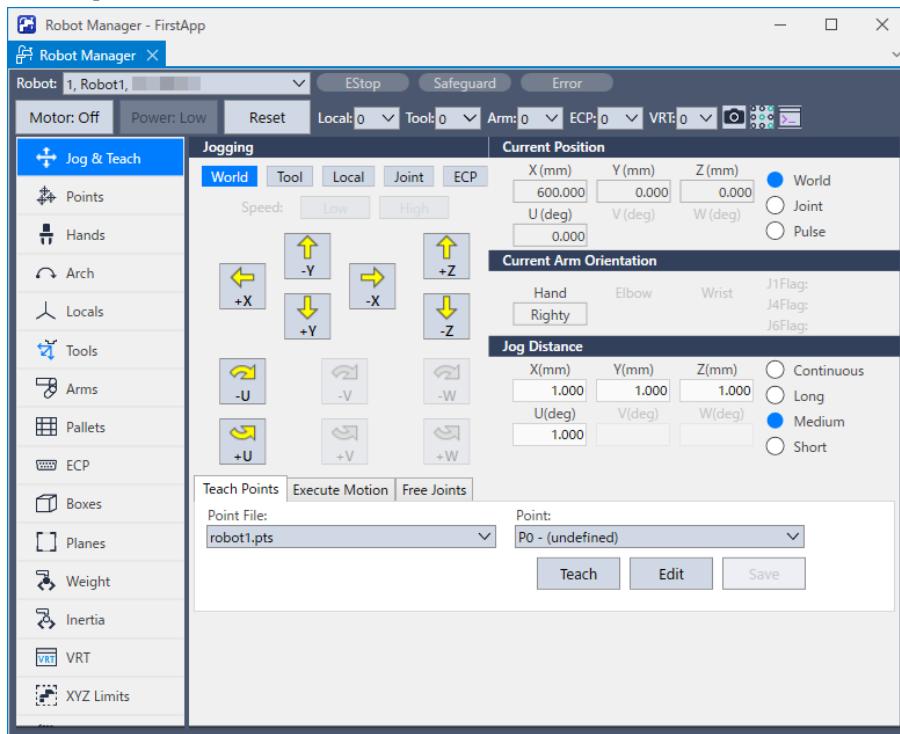 Robot Manager - FirstApp
Robot Manager
Robot: 1, Robot1, EStop Safeguard Error
Motor: Off Power: Low Reset Local: 0 Tool: 0 Arm: 0 ECP: 0 VRT: 0
Jog & Teach
Points
Hands
Arch
Locals
Tools
Arms
Pallets
ECP
Boxes
Planes
Weight
Inertia
VRT VRT
XYZ Limits
Jogging
World Tool Local Joint ECP
Speed: Low High
-Y +Z
+X -X
+Y -Z
-U -V -W
+U +V +W
Current Position
X (mm) Y (mm) Z (mm)
600.000 0.000 0.000
U (deg) V (deg) W (deg)
0.000
World
Joint
Pulse
Current Arm Orientation
Hand Elbow Wrist
Righty
J1Flag:
J4Flag:
J6Flag:
Jog Distance
X(mm) Y(mm) Z(mm)
1.000 1.000 1.000
U(deg) V(deg) W(deg)
1.000
Continuous
Long
Medium
Short
Teach Points Execute Motion Free Joints
Point File: Point:
robot1.pts P0 - (undefined)
Teach Edit Save